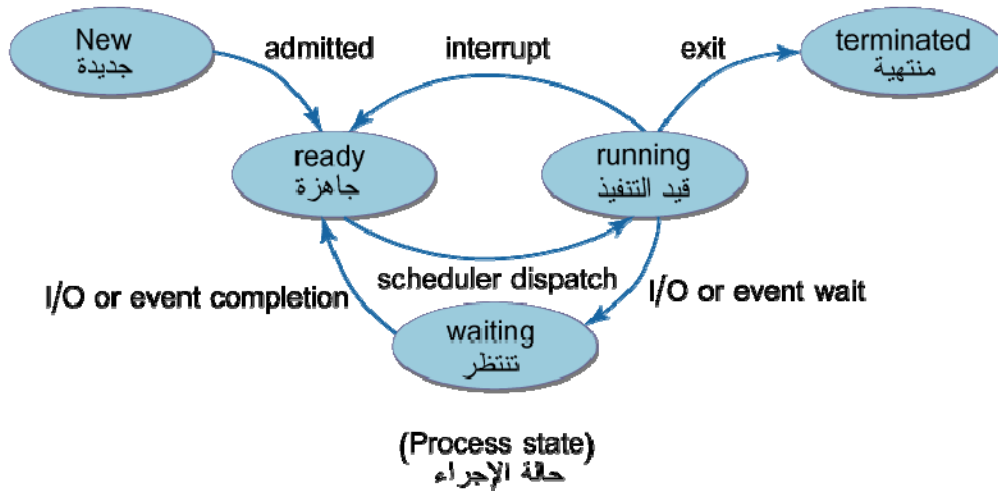 New
جديدة
admitted
interrupt
exit
terminated
منتهية
ready
جاهزة
running
قيد التنفيذ
scheduler dispatch
I/O or event completion
I/O or event wait
waiting
تنتظر
(Process state)
حالة الإجراء